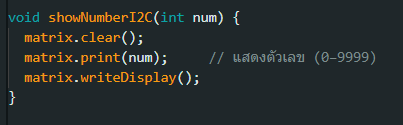 void showNumberI2C(int num) {
  matrix.clear();
  matrix.print(num);      // แสดงตัวเลข (0–9999)
  matrix.writeDisplay();
}